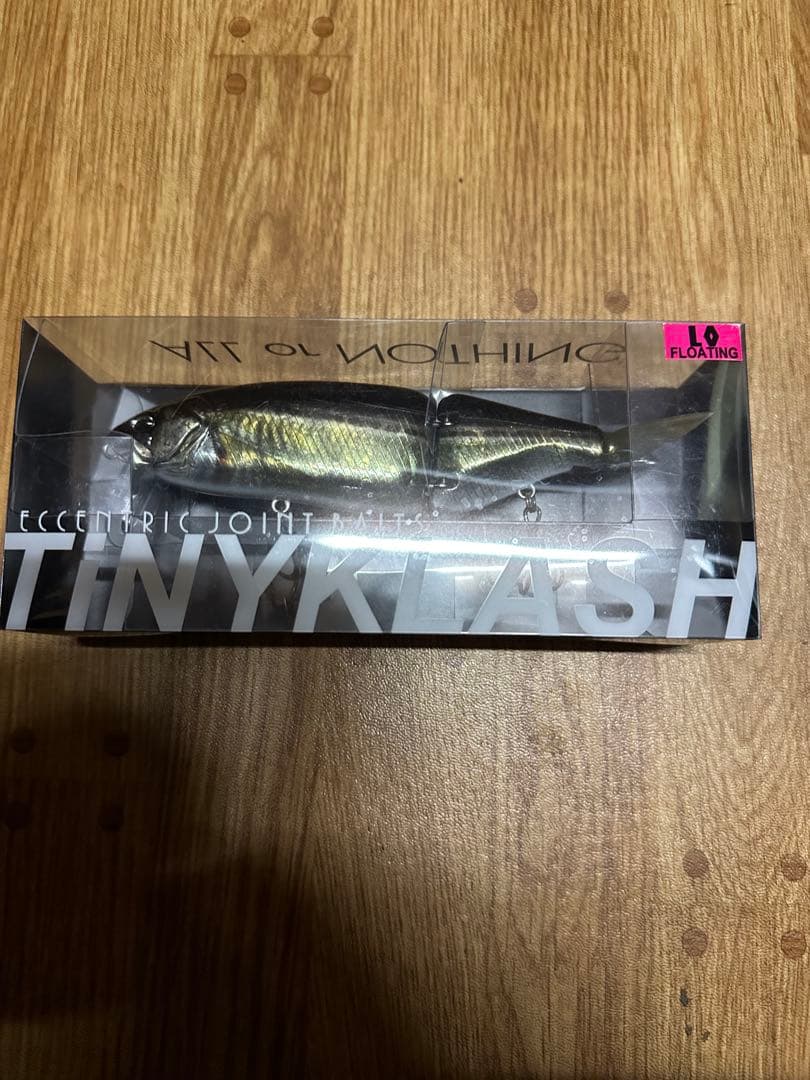 ALL or NOTHING
LO
FLOATING
ECCENTRIC JOINT BAITS
TINYKLASH